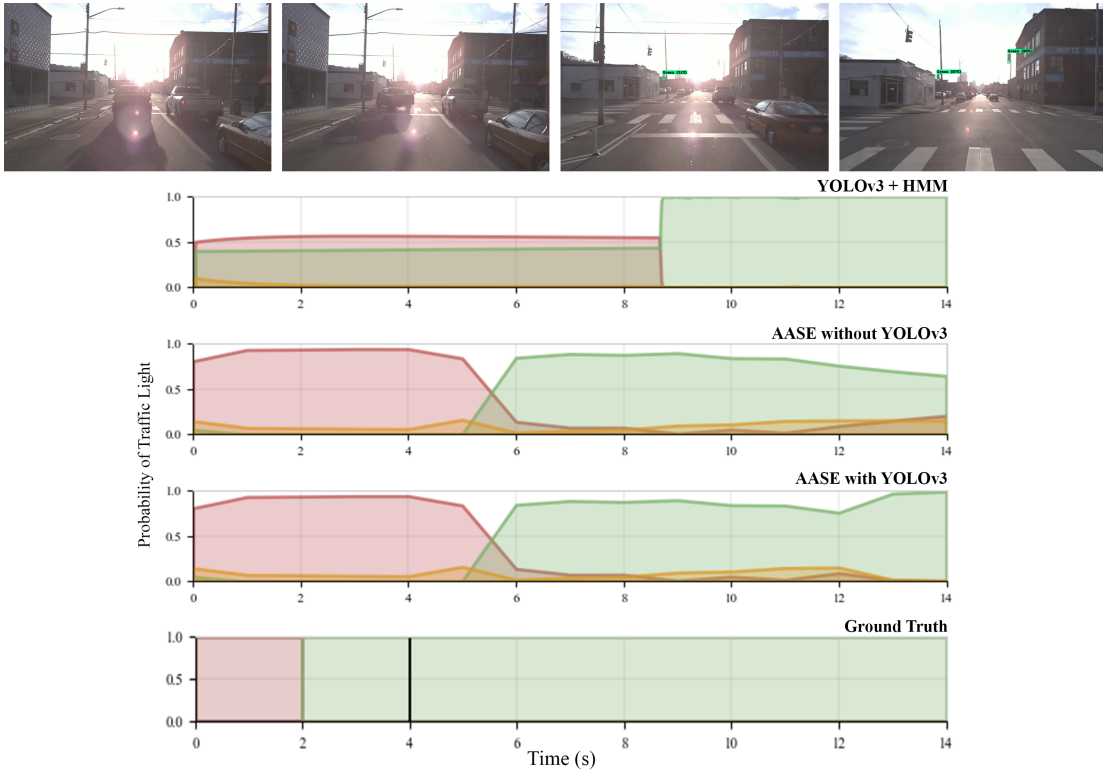 YOLOv3 + HMM
1.0
0.5
0.0
0 2 4 6 8 10 12 14
AASE without YOLOv3
1.0
0.5
0.0
0 2 4 6 8 10 12 14
AASE with YOLOv3
1.0
0.5
0.0
0 2 4 6 8 10 12 14
Probability of Traffic Light
Ground Truth
1.0
0.5
0.0
0 2 4 6 8 10 12 14
Time (s)